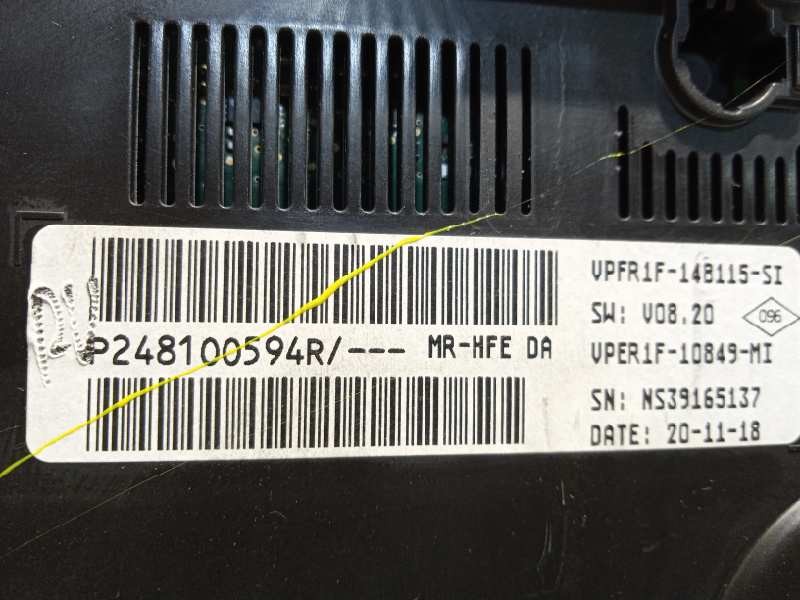 P248100594R/--- MR-HFE DA
VPFR1F-14B115-SI
SW: V08.20
096
VPER1F-10849-MI
SN: NS39165137
DATE: 20-11-18